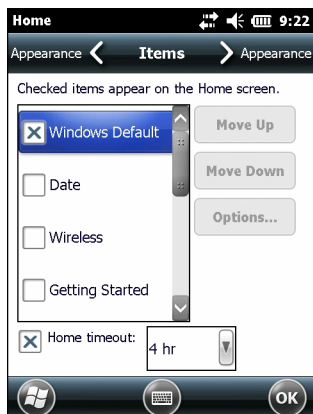 Home 9:22
Appearance Items Appearance
Checked items appear on the Home screen.
Windows Default
Date
Wireless
Getting Started
Move Up
Move Down
Options...
Home timeout: 4 hr
OK